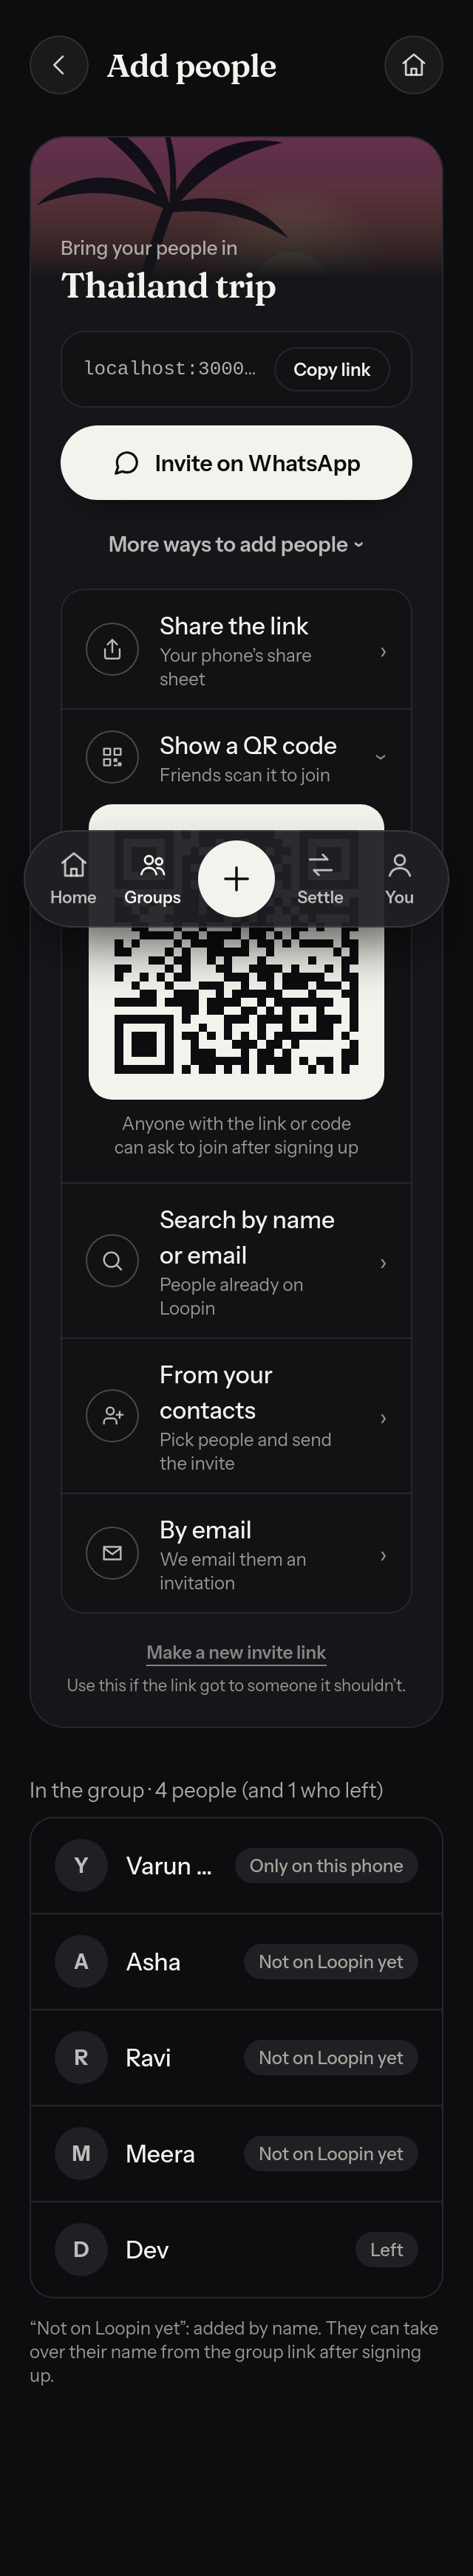 Add people
Bring your people in
Thailand trip
localhost:3000…
Copy link
Invite on WhatsApp
More ways to add people
Share the link
Your phone’s share
sheet
Show a QR code
Friends scan it to join
Home
Groups
Settle
You
Anyone with the link or code
can ask to join after signing up
Search by name
or email
People already on
Loopin
From your
contacts
Pick people and send
the invite
By email
We email them an
invitation
Make a new invite link
Use this if the link got to someone it shouldn’t.
In the group · 4 people (and 1 who left)
Y
Varun ...
Only on this phone
A
Asha
Not on Loopin yet
R
Ravi
Not on Loopin yet
M
Meera
Not on Loopin yet
D
Dev
Left
“Not on Loopin yet”: added by name. They can take
over their name from the group link after signing
up.